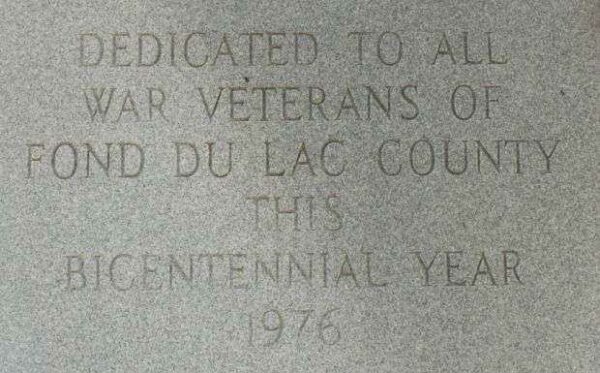 DEDICATED TO ALL
WAR VETERANS OF
FOND DU LAC COUNTY
THIS
BICENTENNIAL YEAR
1976